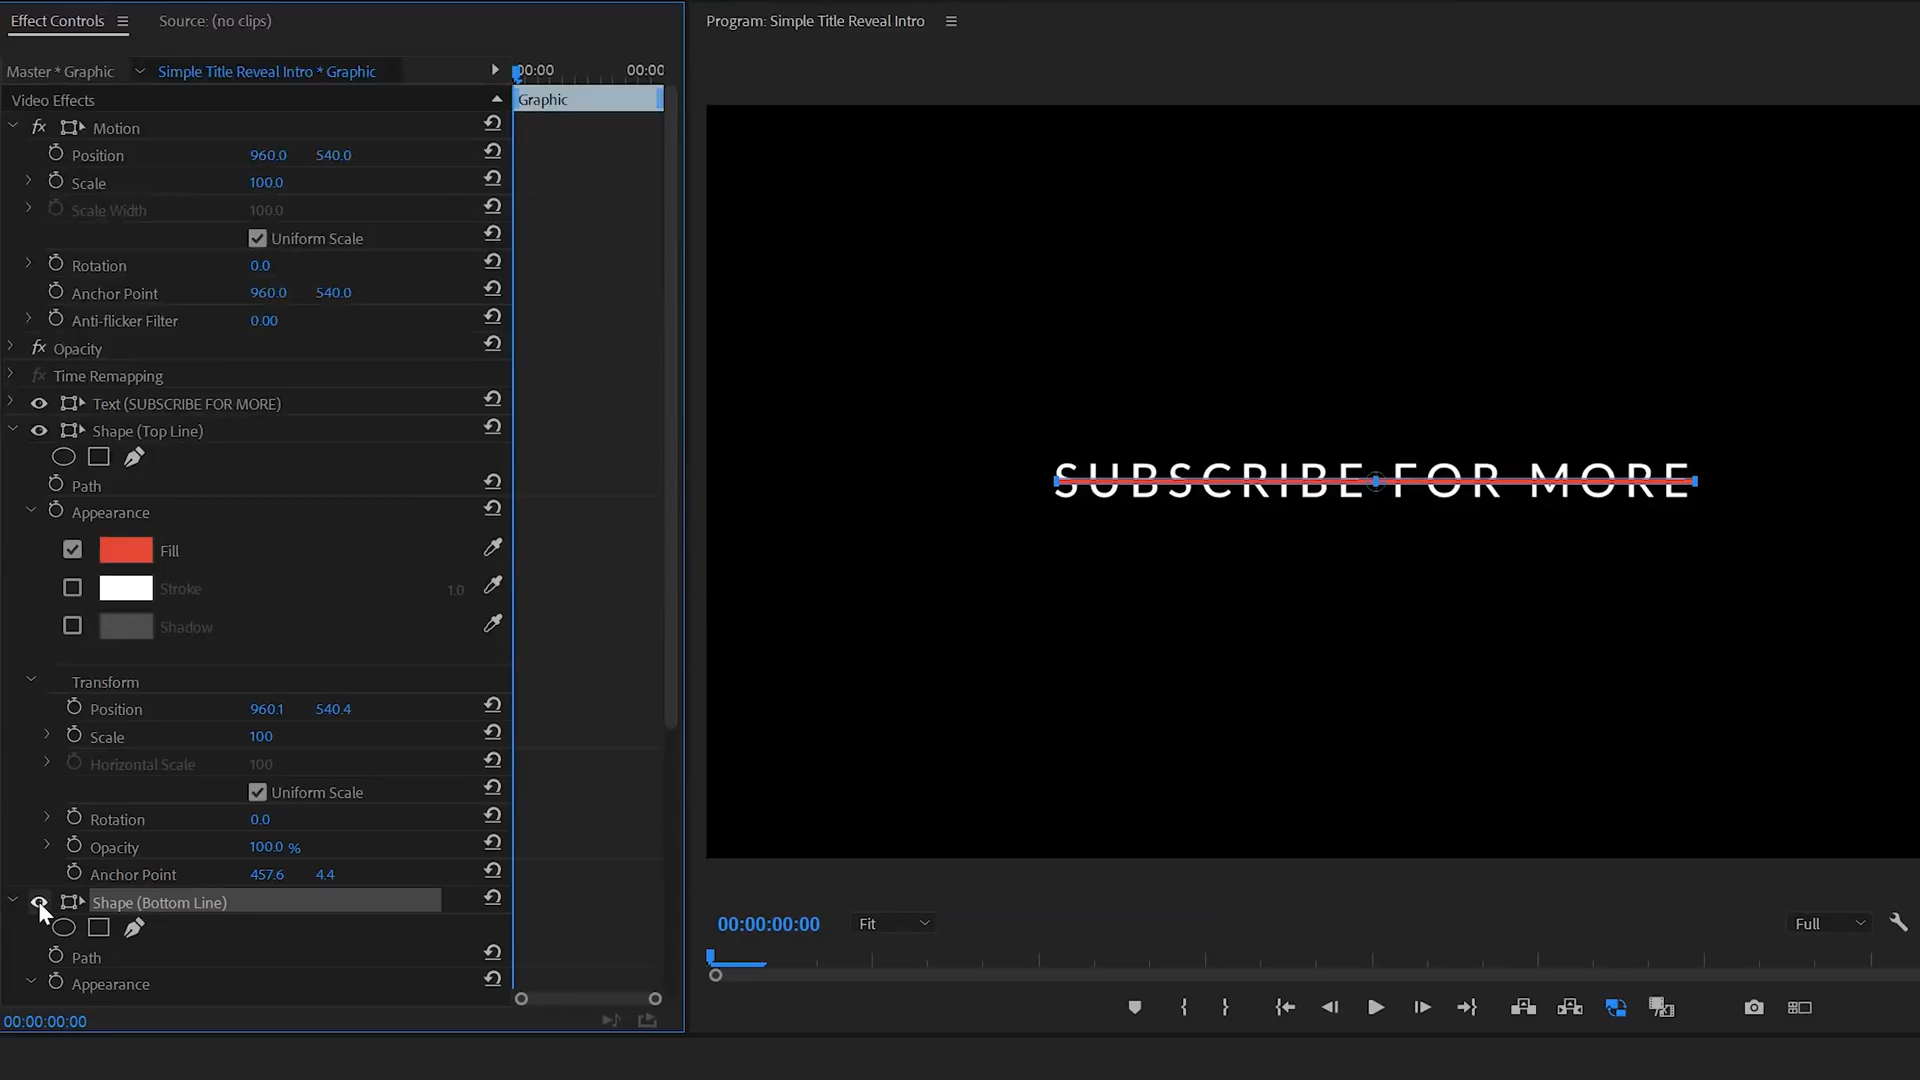 Effect Controls
Source: (no clips)
Program: Simple Title Reveal Intro
Master * Graphic
Simple Title Reveal Intro * Graphic
00:00
00:00
Video Effects
Graphic
fx Motion
Position 960.0 540.0
Scale 100.0
Scale Width 100.0
Uniform Scale
Rotation 0.0
Anchor Point 960.0 540.0
Anti-flicker Filter 0.00
fx Opacity
fx Time Remapping
Text (SUBSCRIBE FOR MORE)
Shape (Top Line)
Path
Appearance
Fill
Stroke 1.0
Shadow
Transform
Position 960.1 540.4
Scale 100
Horizontal Scale 100
Uniform Scale
Rotation 0.0
Opacity 100.0 %
Anchor Point 457.6 4.4
Shape (Bottom Line)
Path
Appearance
00:00:00:00
SUBSCRIBE FOR MORE
00:00:00:00
Fit
Full